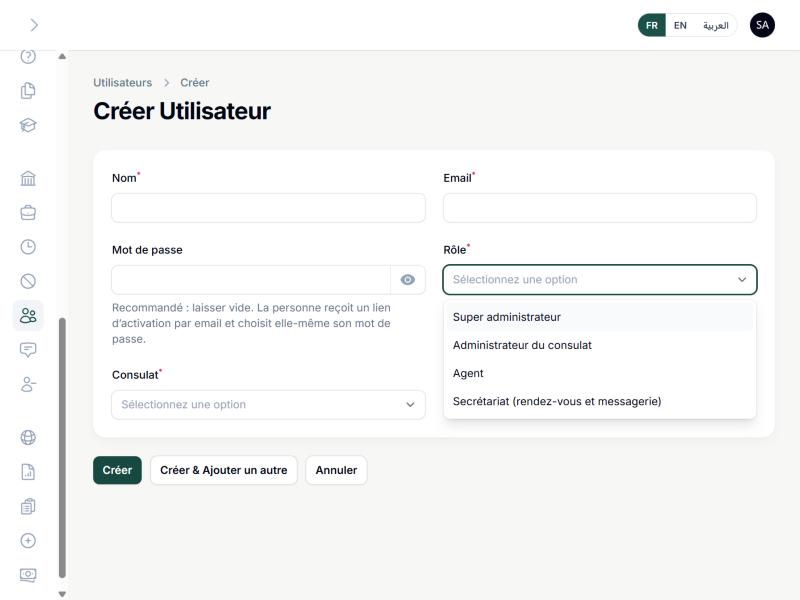 FR
EN
العربية
SA
Utilisateurs
Créer
Créer Utilisateur
Nom*
Email*
Mot de passe
Rôle*
Sélectionnez une option
Recommandé : laisser vide. La personne reçoit un lien
d'activation par email et choisit elle-même son mot de
passe.
Super administrateur
Administrateur du consulat
Agent
Secrétariat (rendez-vous et messagerie)
Consulat*
Sélectionnez une option
Créer
Créer & Ajouter un autre
Annuler